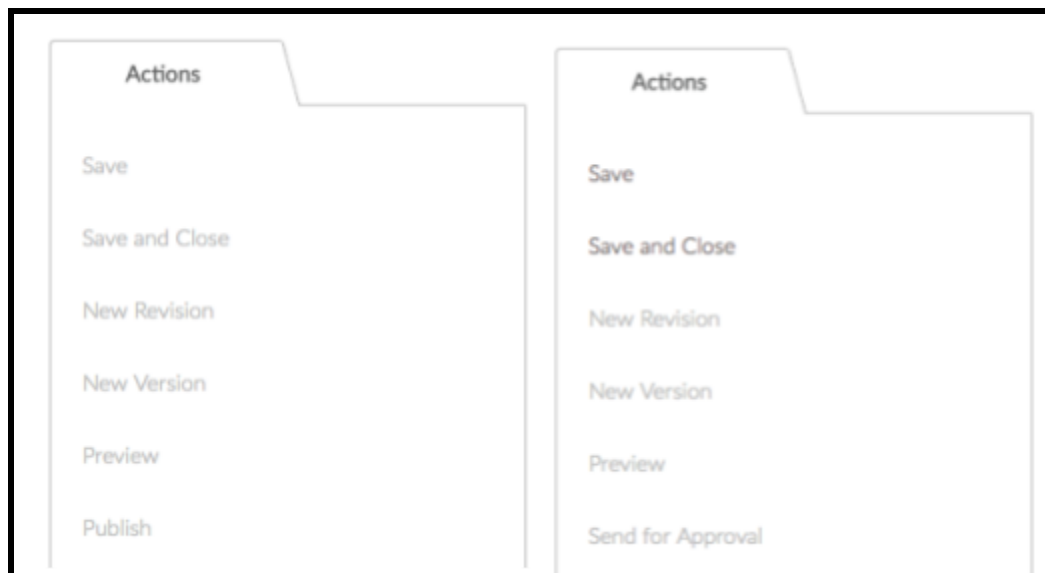 Actions
Save
Save and Close
New Revision
New Version
Preview
Publish
Actions
Save
Save and Close
New Revision
New Version
Preview
Send for Approval